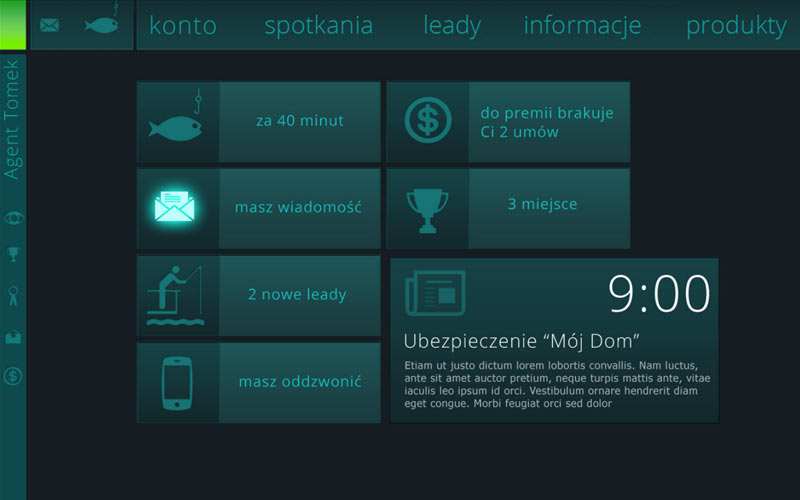 konto
spotkania
leady
informacje
produkty
Agent Tomek
za 40 minut
do premii brakuje
Ci 2 umów
masz wiadomość
3 miejsce
2 nowe leady
masz oddzwonić
9:00
Ubezpieczenie “Mój Dom”
Etiam ut justo dictum lorem lobortis convallis. Nam luctus,
ante sit amet auctor pretium, neque turpis mattis ante, vitae
iaculis leo ipsum id orci. Vestibulum ornare hendrerit diam
eget congue. Morbi feugiat orci sed dolor